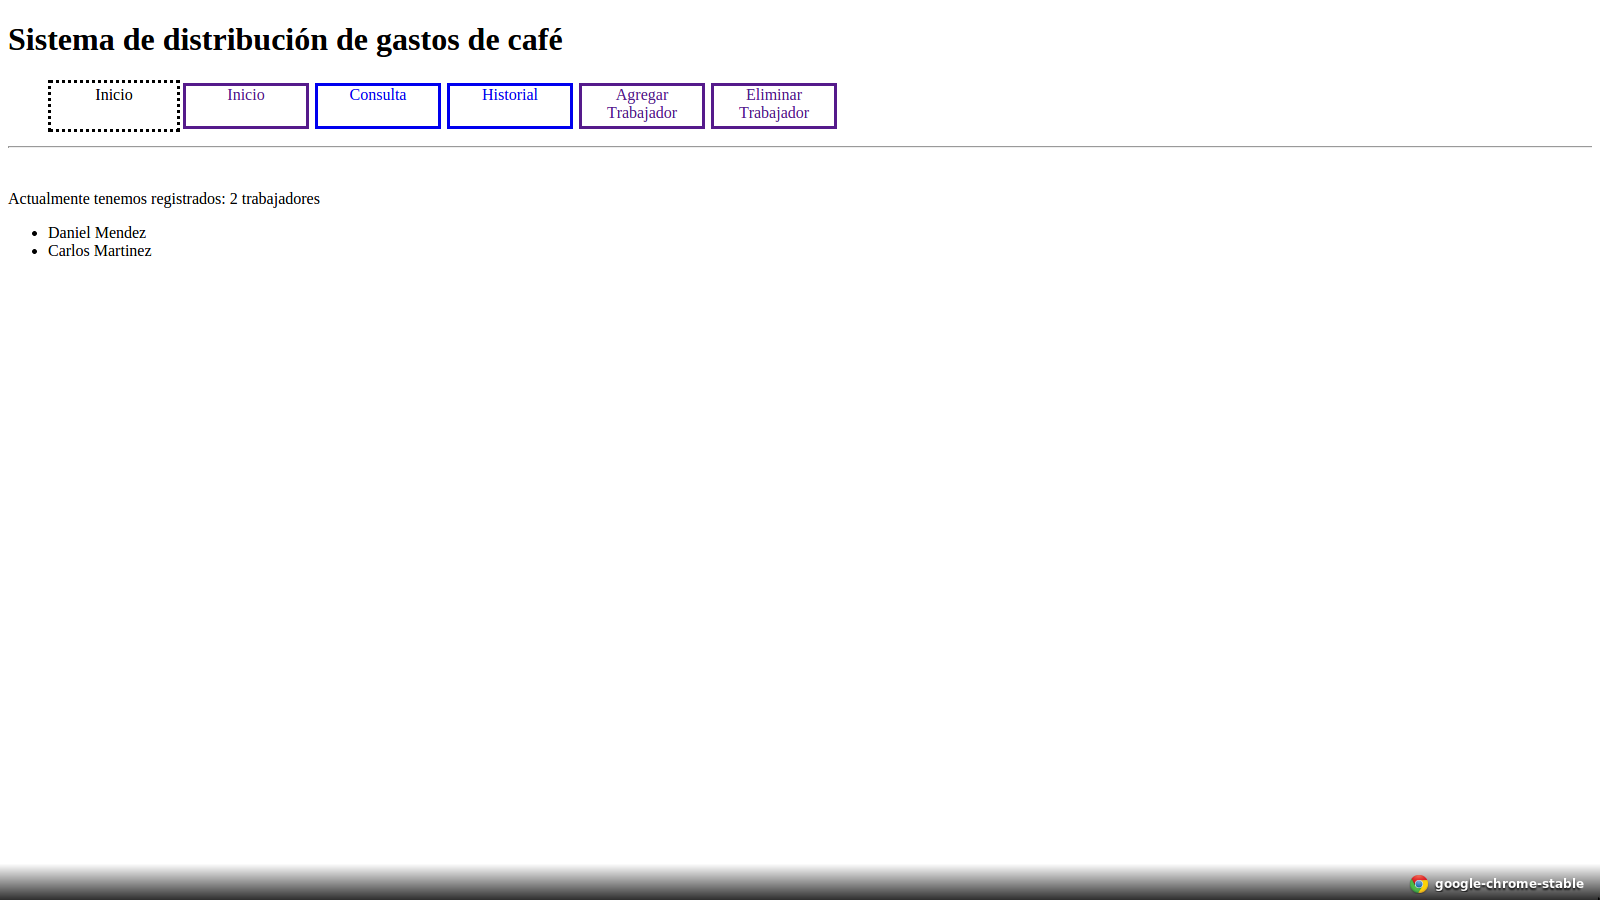 Sistema de distribución de gastos de café
Inicio
Inicio
Consulta
Historial
Agregar
Trabajador
Eliminar
Trabajador
Actualmente tenemos registrados: 2 trabajadores
Daniel Mendez
Carlos Martinez
google-chrome-stable